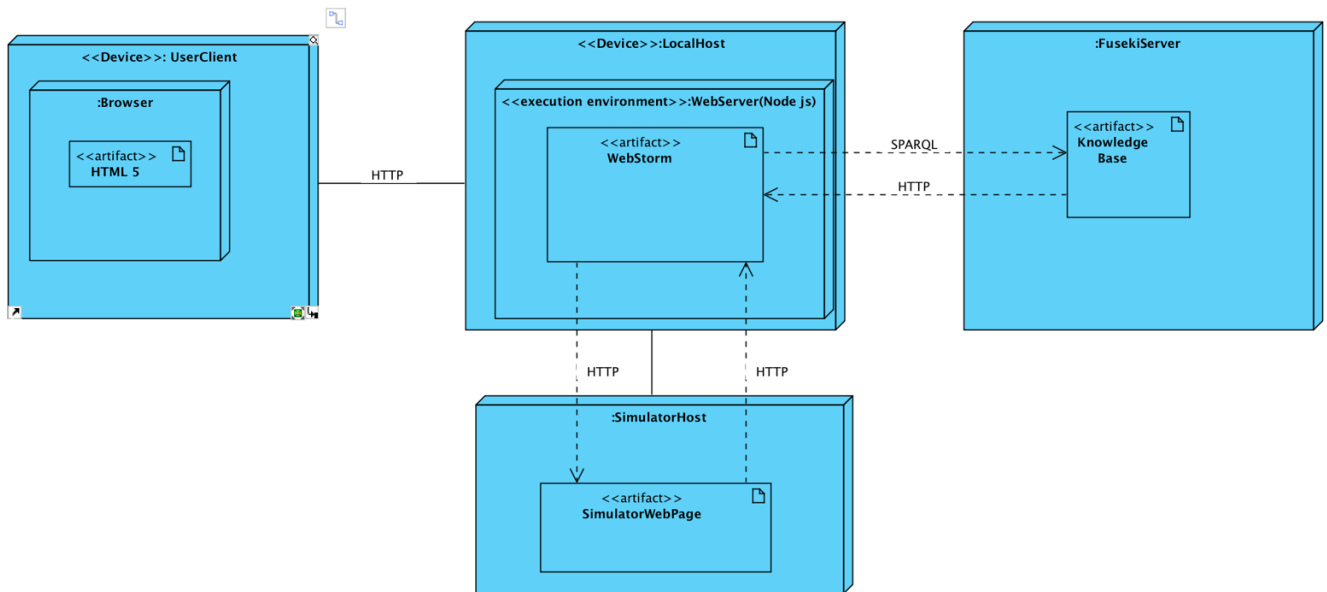 <<Device>>: UserClient
:Browser
<<artifact>>
HTML 5
HTTP
<<Device>>:LocalHost
<<execution environment>>:WebServer(Node js)
<<artifact>>
WebStorm
SPARQL
HTTP
:FusekiServer
<<artifact>>
Knowledge
Base
HTTP
HTTP
:SimulatorHost
<<artifact>>
SimulatorWebPage